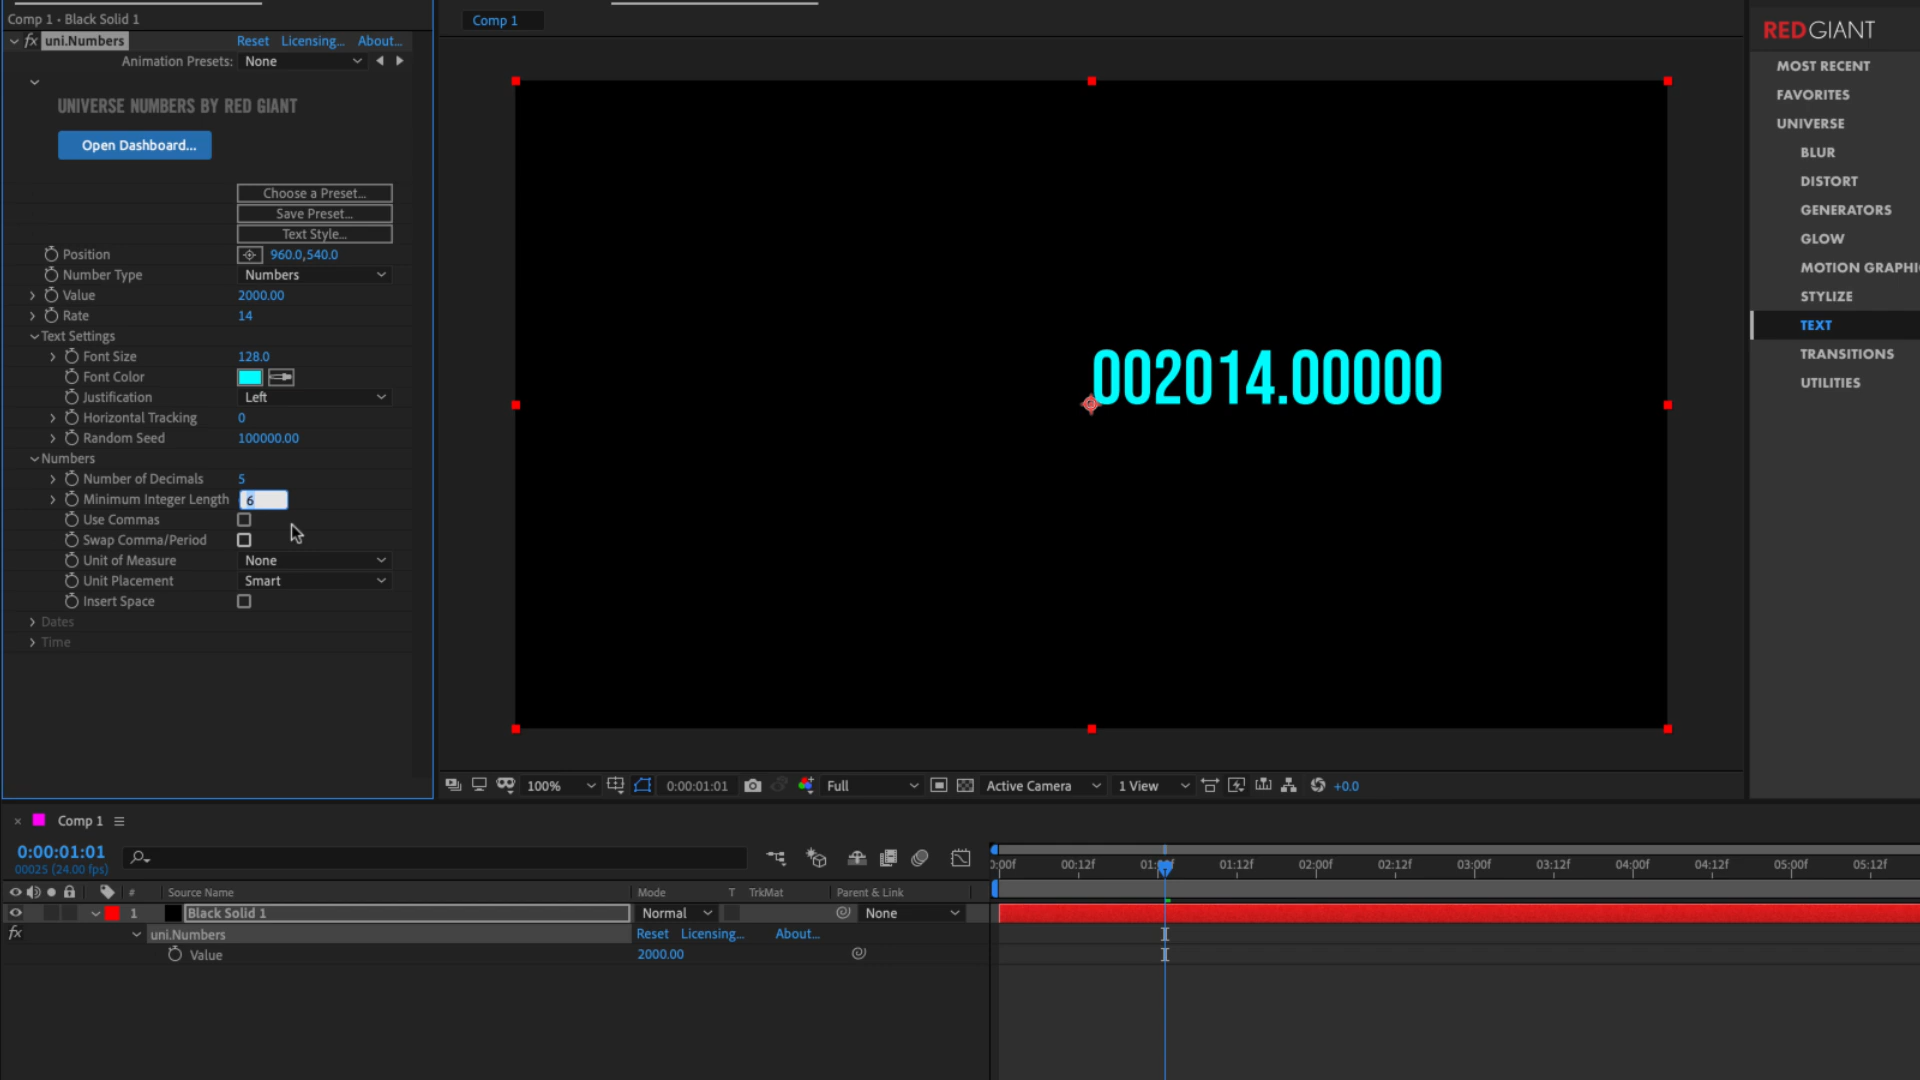 Comp 1 • Black Solid 1
fx uni.Numbers Reset Licensing... About...
Animation Presets: None
UNIVERSE NUMBERS BY RED GIANT
Open Dashboard...
Choose a Preset...
Save Preset...
Text Style...
Position 960.0,540.0
Number Type Numbers
Value 2000.00
Rate 14
Text Settings
Font Size 128.0
Font Color
Justification Left
Horizontal Tracking 0
Random Seed 100000.00
Numbers
Number of Decimals 5
Minimum Integer Length 6
Use Commas
Swap Comma/Period
Unit of Measure None
Unit Placement Smart
Insert Space
Dates
Time
Comp 1
002014.00000
100% 0:00:01:01 Full Active Camera 1 View +0.0
RED GIANT
MOST RECENT
FAVORITES
UNIVERSE
BLUR
DISTORT
GENERATORS
GLOW
MOTION GRAPHI
STYLIZE
TEXT
TRANSITIONS
UTILITIES
× Comp 1
0:00:01:01
00025 (24.00 fps)
# Source Name Mode T TrkMat Parent & Link
1 Black Solid 1 Normal None
fx uni.Numbers Reset Licensing... About...
Value 2000.00
0:00f 00:12f 01:00f 01:12f 02:00f 02:12f 03:00f 03:12f 04:00f 04:12f 05:00f 05:12f